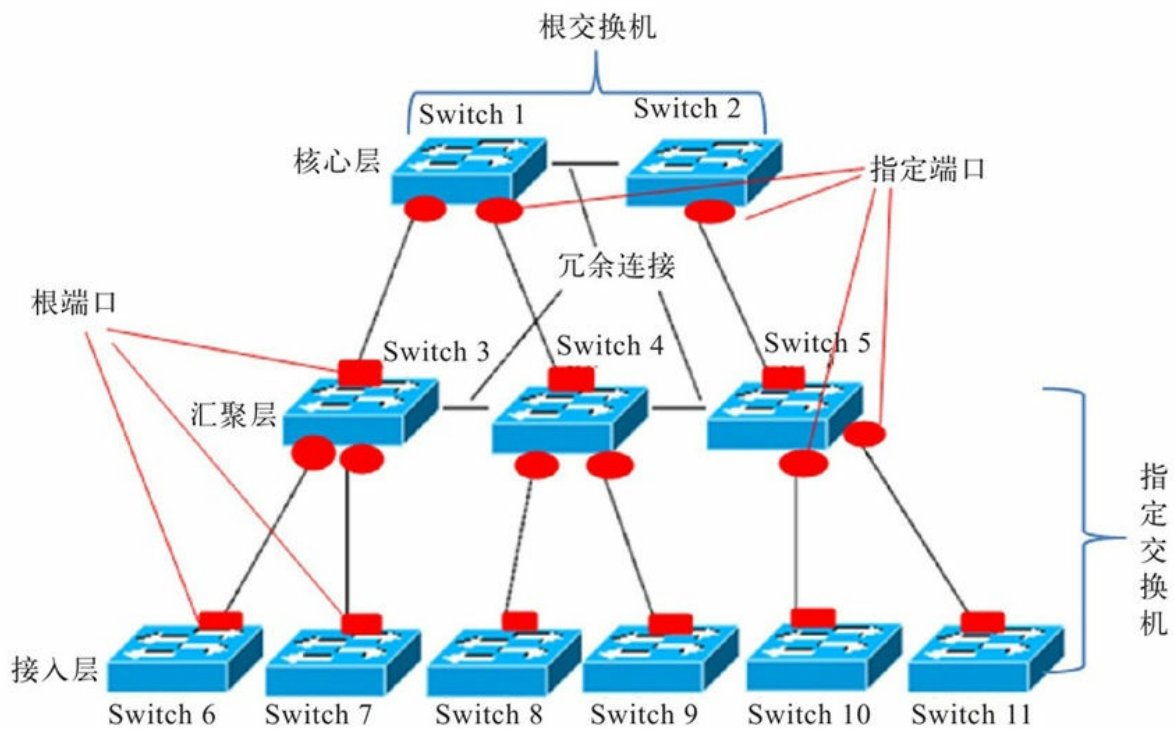 根交换机
Switch 1
Switch 2
核心层
指定端口
冗余连接
根端口
Switch 3
Switch 4
Switch 5
汇聚层
指定交换机
接入层
Switch 6
Switch 7
Switch 8
Switch 9
Switch 10
Switch 11